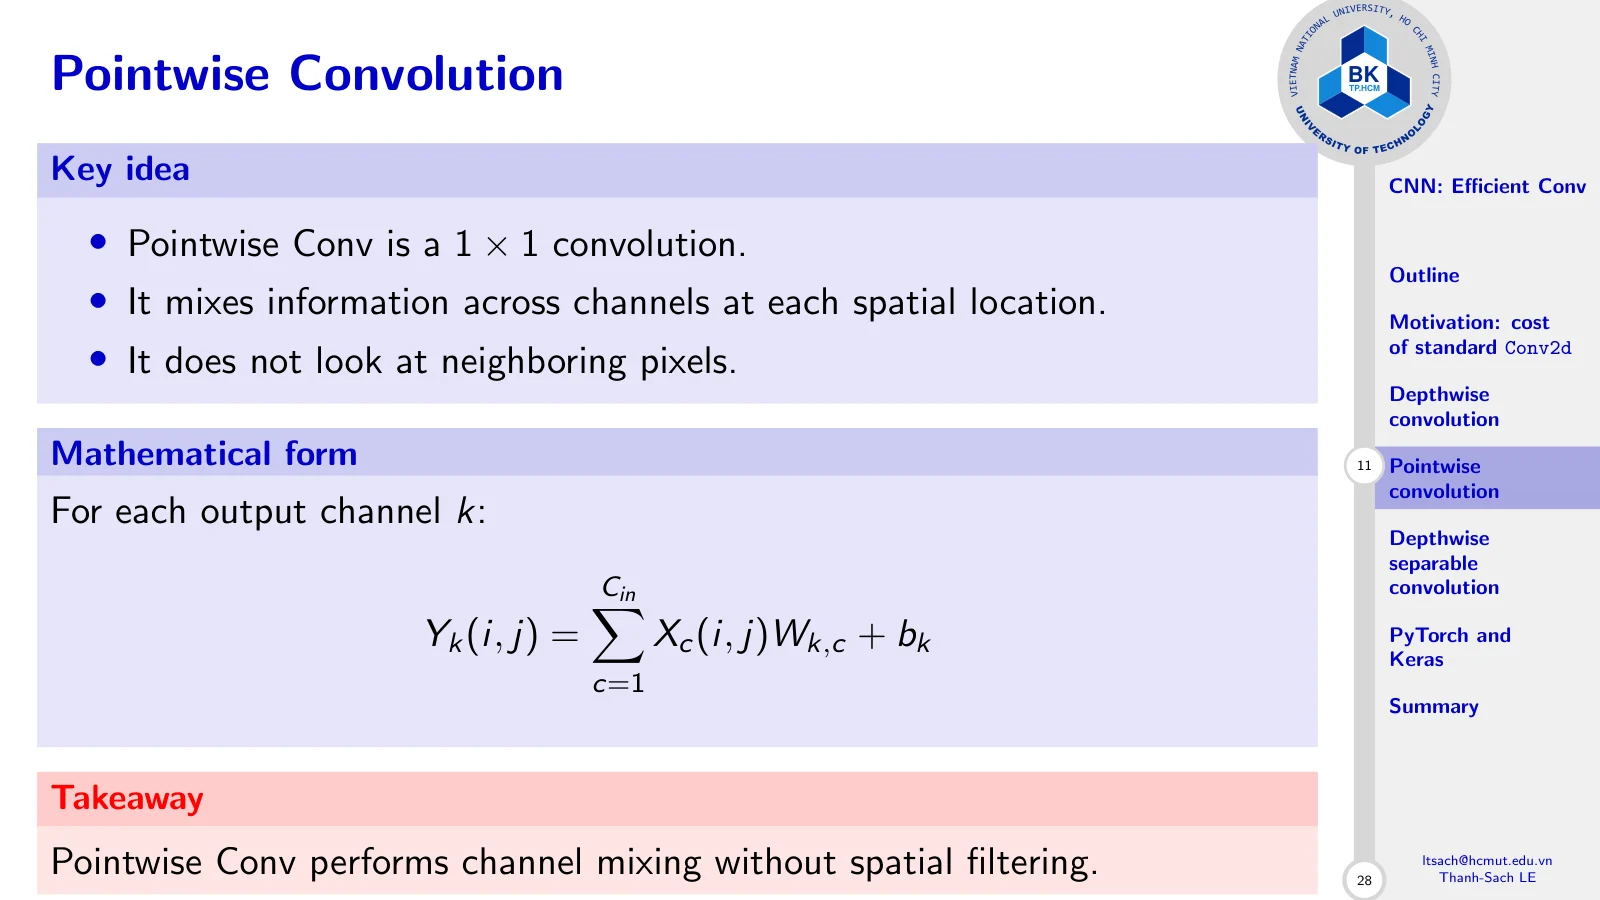 Pointwise Convolution
Key idea
• Pointwise Conv is a 1 × 1 convolution.
• It mixes information across channels at each spatial location.
• It does not look at neighboring pixels.
Mathematical form
For each output channel k:
Y_k(i, j) = \sum_{c=1}^{C_{in}} X_c(i, j)W_{k,c} + b_k
Takeaway
Pointwise Conv performs channel mixing without spatial filtering.
VIETNAM NATIONAL UNIVERSITY, HO CHI MINH CITY
BK
TP.HCM
UNIVERSITY OF TECHNOLOGY
CNN: Efficient Conv
Outline
Motivation: cost
of standard Conv2d
Depthwise
convolution
11
Pointwise
convolution
Depthwise
separable
convolution
PyTorch and
Keras
Summary
ltsach@hcmut.edu.vn
Thanh-Sach LE
28